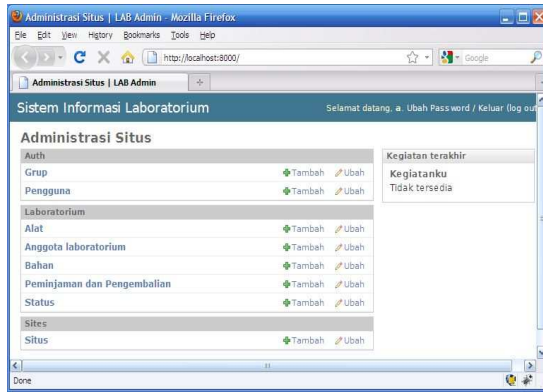 Administrasi Situs | LAB Admin - Mozilla Firefox
File Edit View History Bookmarks Tools Help
http://localhost:8000/
Google
Administrasi Situs | LAB Admin
Sistem Informasi Laboratorium
Selamat datang, a. Ubah Password / Keluar (log out
Administrasi Situs
Auth
Grup Tambah Ubah
Pengguna Tambah Ubah
Laboratorium
Alat Tambah Ubah
Anggota laboratorium Tambah Ubah
Bahan Tambah Ubah
Peminjaman dan Pengembalian Tambah Ubah
Status Tambah Ubah
Sites
Situs Tambah Ubah
Kegiatan terakhir
Kegiatanku
Tidak tersedia
Done